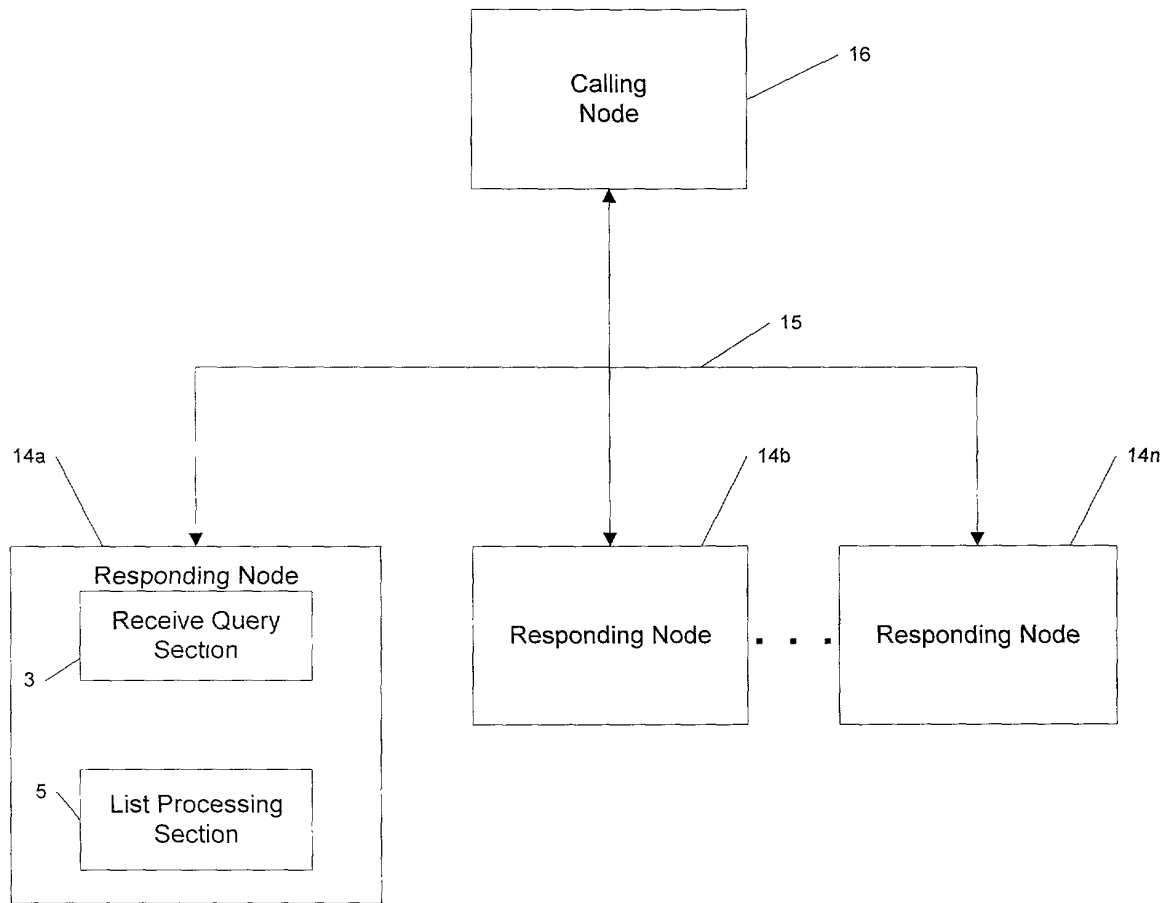 Calling
Node
16
15
14a
14b
14n
Responding Node
Receive Query
Section
3
Responding Node
. . .
Responding Node
5
List Processing
Section